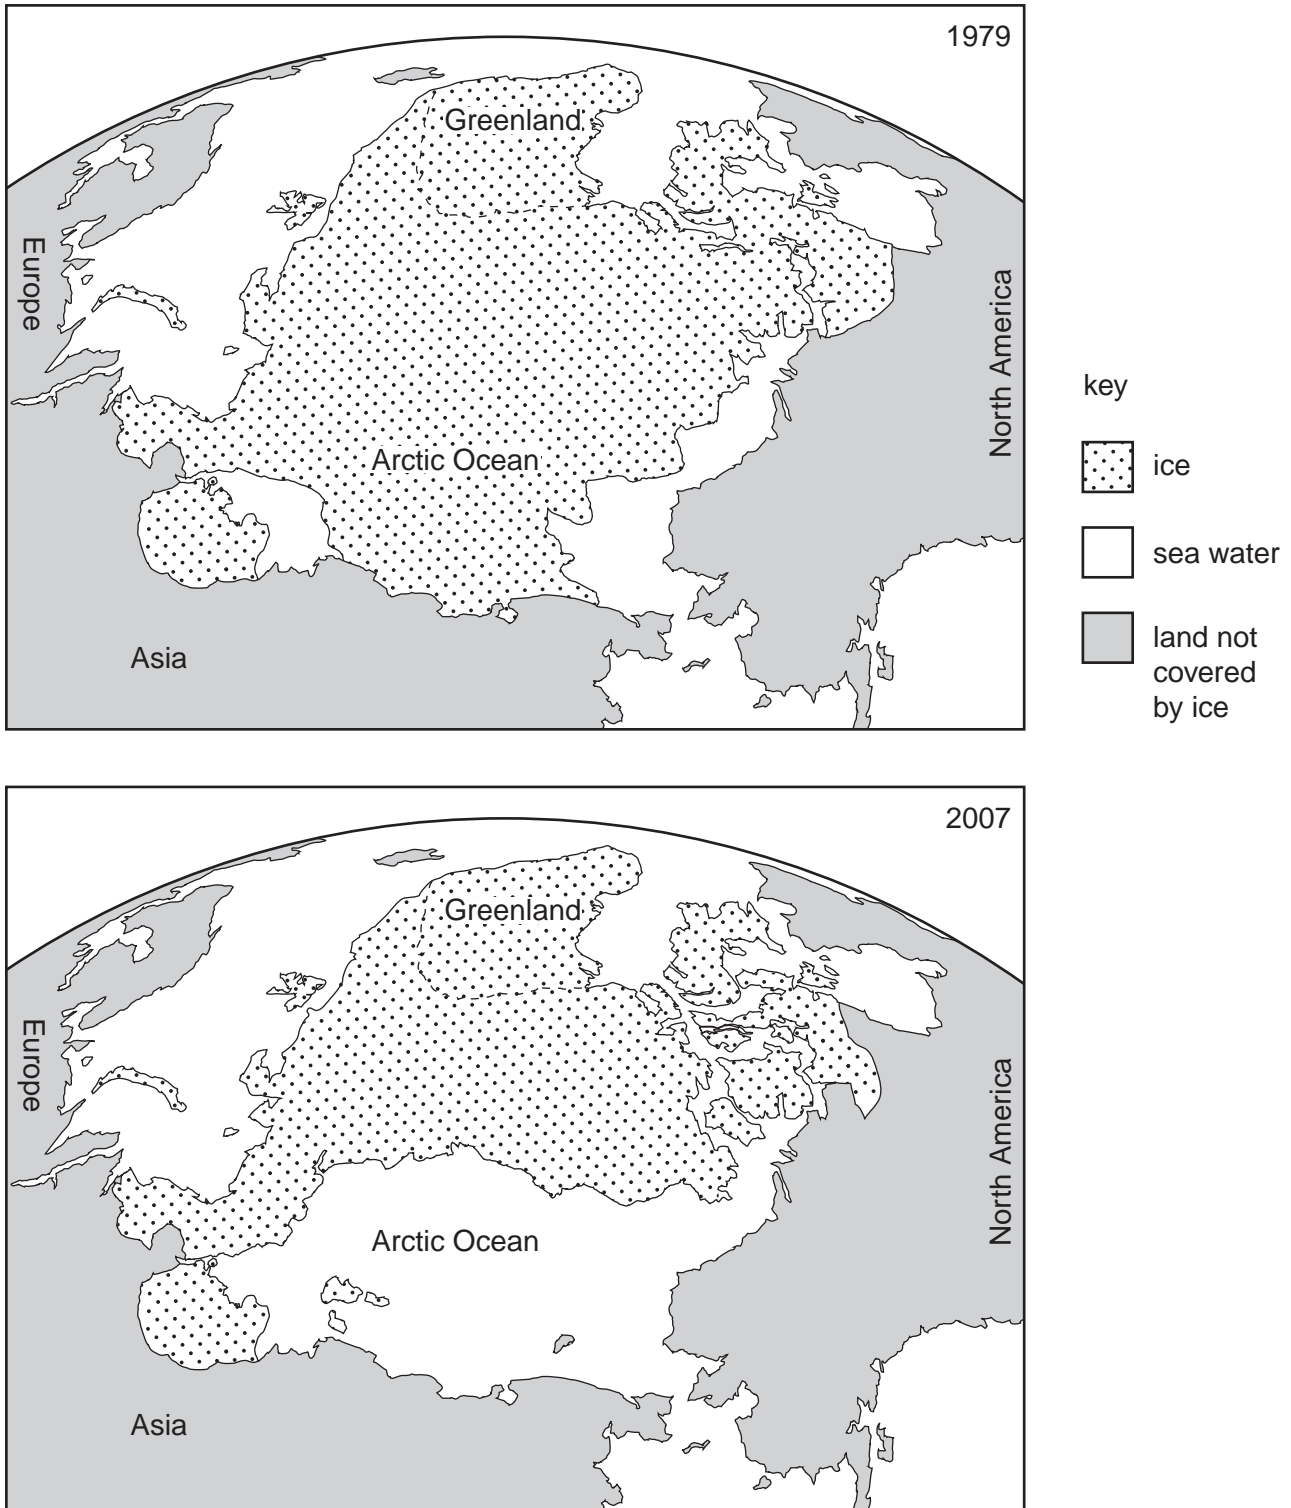 1979
Greenland
Europe
North America
Arctic Ocean
Asia
key
ice
sea water
land not
covered
by ice
2007
Greenland
Europe
North America
Arctic Ocean
Asia